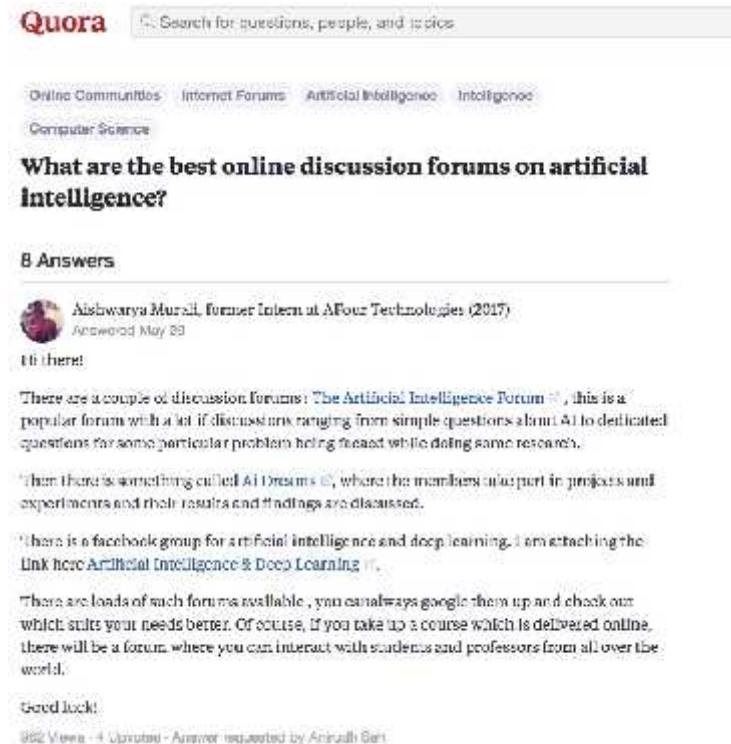 Quora
Search for questions, people, and topics
Online Communities Internet Forums Artificial Intelligence Intelligence
Computer Science
What are the best online discussion forums on artificial
intelligence?
8 Answers
Aishwarya Murali, former Intern at AFour Technologies (2017)
Answered May
Hi there!
There are a couple of discussion forums : The Artificial Intelligence Forum , this is a
popular forum with a lot if discussions ranging from simple questions about AI to dedicated
questions for some particular problem being faced while doing some research.
Then there is something called Ai Dreams , where the members take part in projects and
experiments and their results and findings are discussed.
There is a facebook group for artificial intelligence and deep learning. I am attaching the
link here Artificial Intelligence & Deep Learning .
There are loads of such forums available , you can always google them up and check out
which suits your needs better. Of course, if you take up a course which is delivered online,
there will be a forum where you can interact with students and professors from all over the
world.
Good luck!
Views · 4 Upvotes · Answer requested by Anirudh